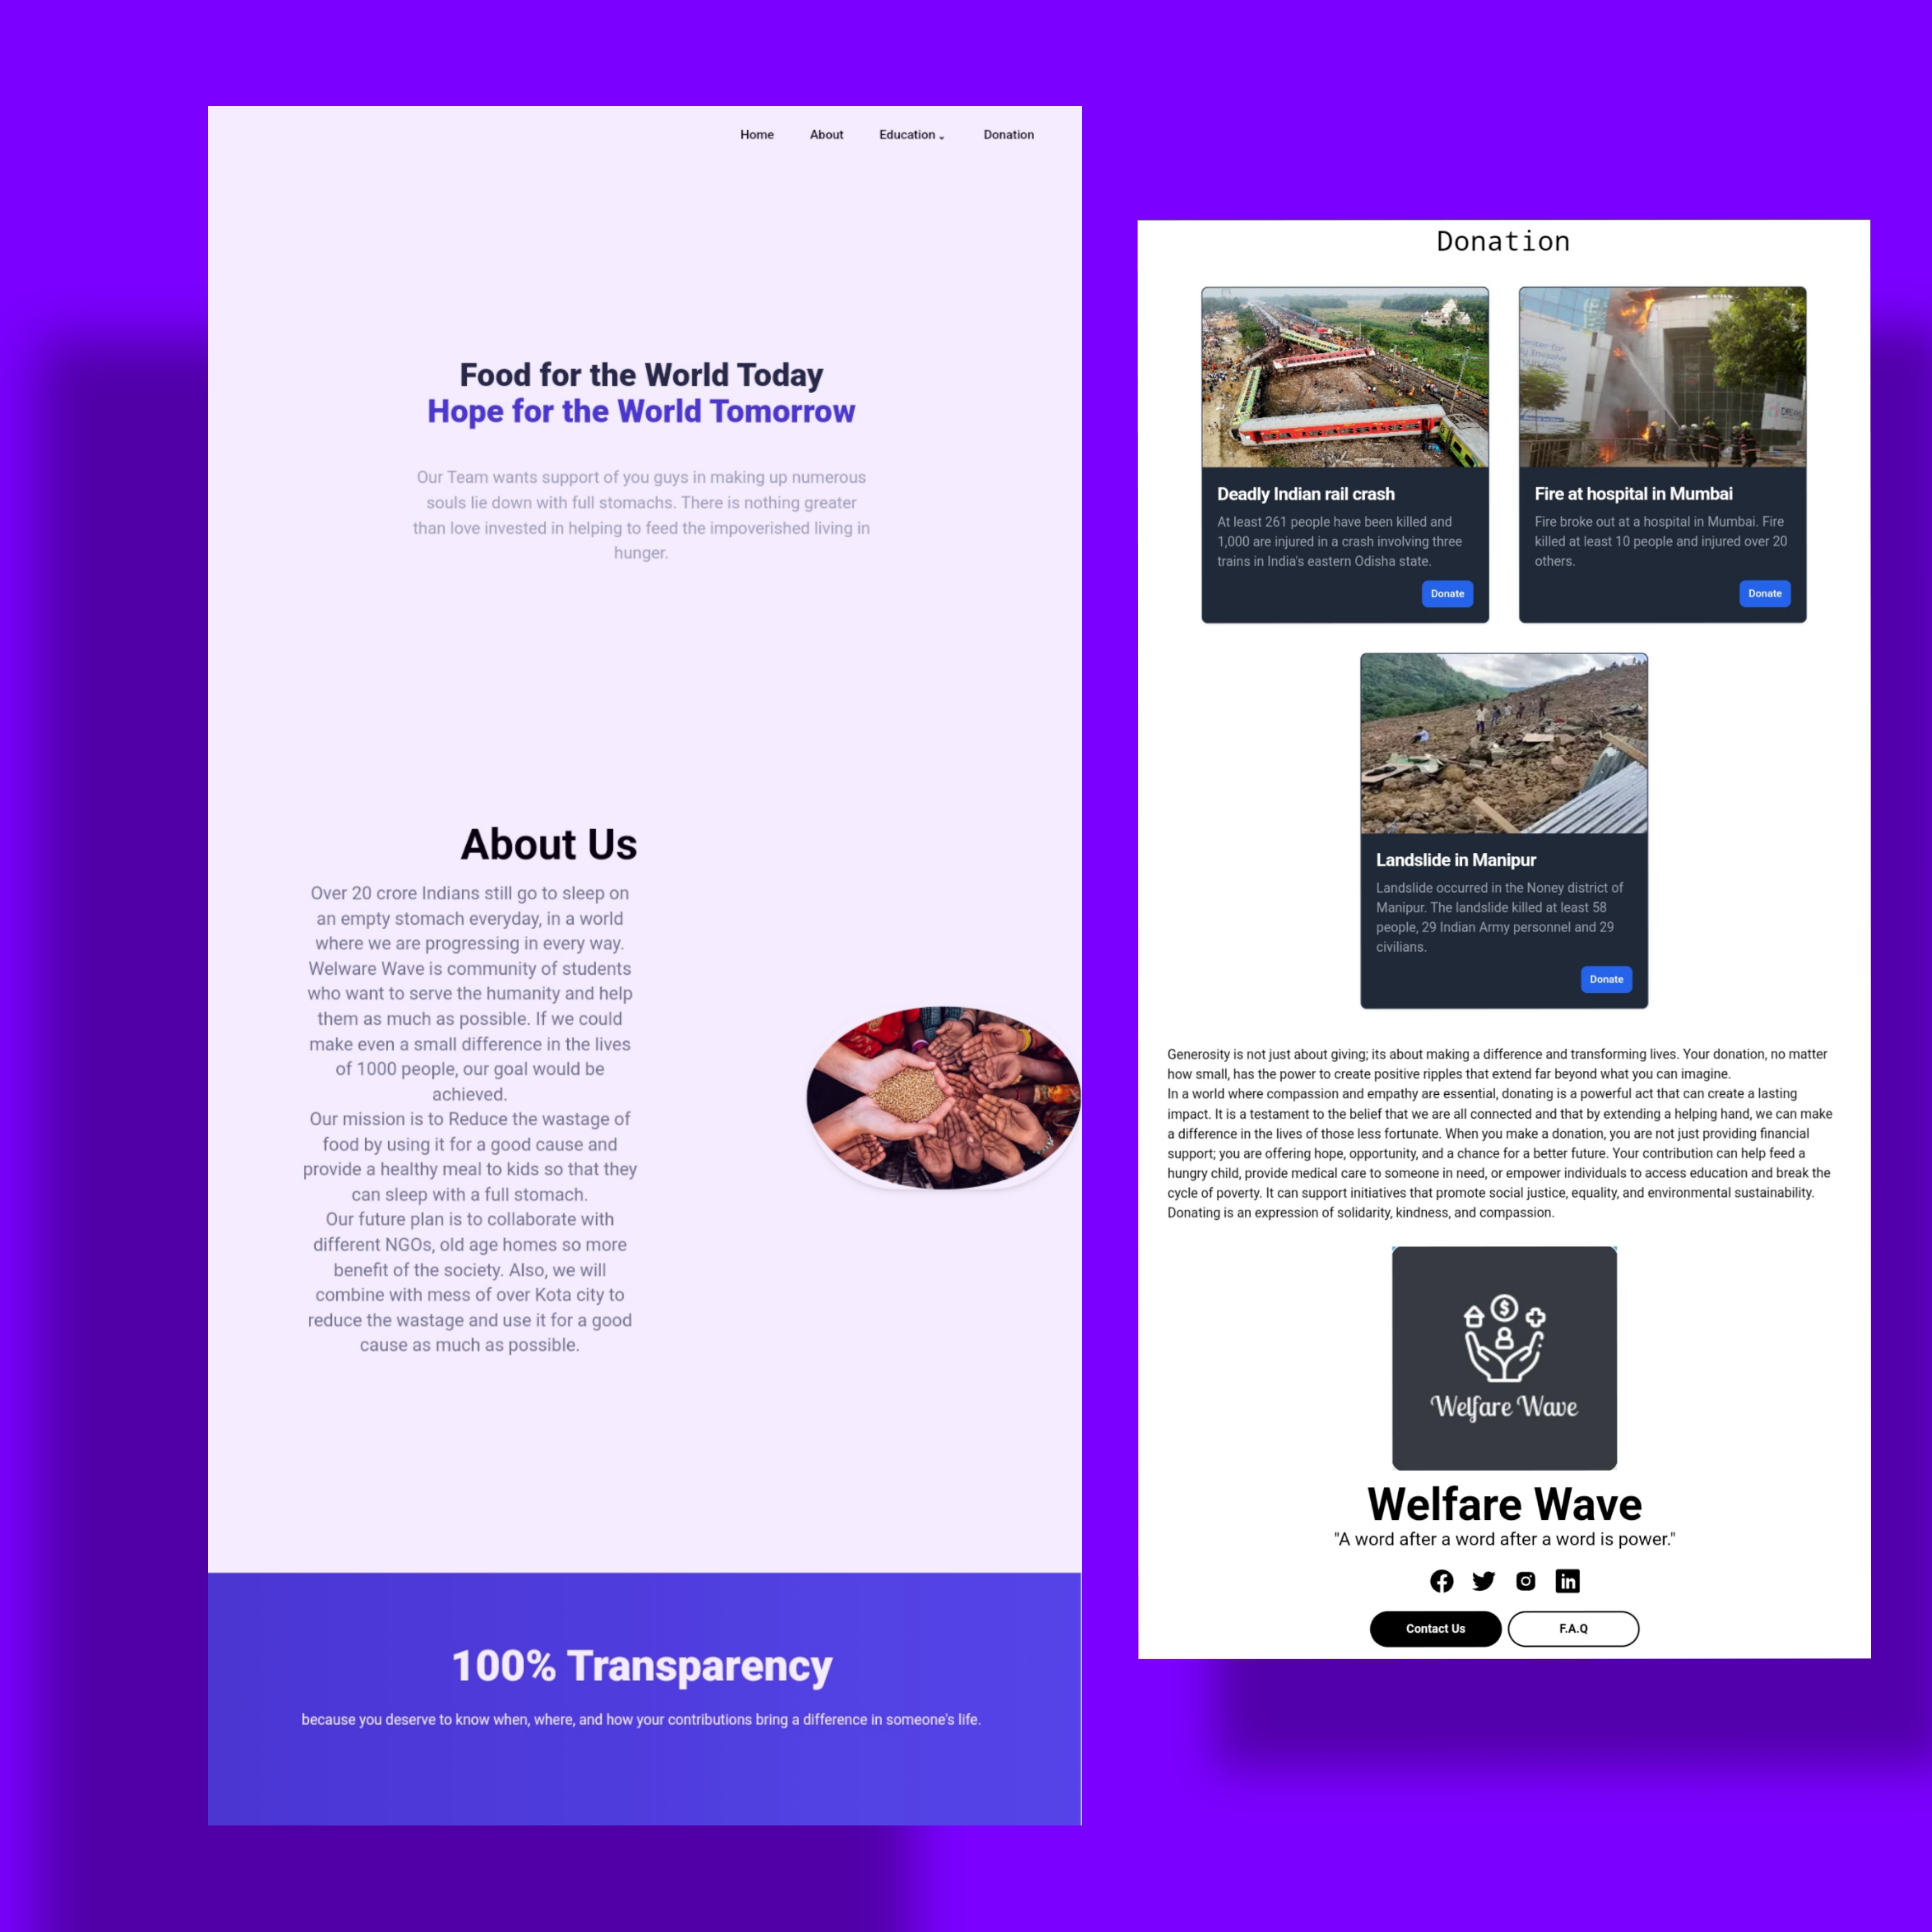 Home About Education Donation
Food for the World Today
Hope for the World Tomorrow
Our Team wants support of you guys in making up numerous
souls lie down with full stomachs. There is nothing greater
than love invested in helping to feed the impoverished living in
hunger.
About Us
Over 20 crore Indians still go to sleep on
an empty stomach everyday, in a world
where we are progressing in every way.
Welware Wave is community of students
who want to serve the humanity and help
them as much as possible. If we could
make even a small difference in the lives
of 1000 people, our goal would be
achieved.
Our mission is to Reduce the wastage of
food by using it for a good cause and
provide a healthy meal to kids so that they
can sleep with a full stomach.
Our future plan is to collaborate with
different NGOs, old age homes so more
benefit of the society. Also, we will
combine with mess of over Kota city to
reduce the wastage and use it for a good
cause as much as possible.
100% Transparency
because you deserve to know when, where, and how your contributions bring a difference in someone's life.
Donation
Center for
Deadly Indian rail crash
At least 261 people have been killed and
1,000 are injured in a crash involving three
trains in India's eastern Odisha state.
Donate
Fire at hospital in Mumbai
Fire broke out at a hospital in Mumbai. Fire
killed at least 10 people and injured over 20
others.
Donate
Landslide in Manipur
Landslide occurred in the Noney district of
Manipur. The landslide killed at least 58
people, 29 Indian Army personnel and 29
civilians.
Donate
Generosity is not just about giving; its about making a difference and transforming lives. Your donation, no matter
how small, has the power to create positive ripples that extend far beyond what you can imagine.
In a world where compassion and empathy are essential, donating is a powerful act that can create a lasting
impact. It is a testament to the belief that we are all connected and that by extending a helping hand, we can make
a difference in the lives of those less fortunate. When you make a donation, you are not just providing financial
support; you are offering hope, opportunity, and a chance for a better future. Your contribution can help feed a
hungry child, provide medical care to someone in need, or empower individuals to access education and break the
cycle of poverty. It can support initiatives that promote social justice, equality, and environmental sustainability.
Donating is an expression of solidarity, kindness, and compassion.
Welfare Wave
Welfare Wave
"A word after a word after a word is power."
Contact Us F.A.Q